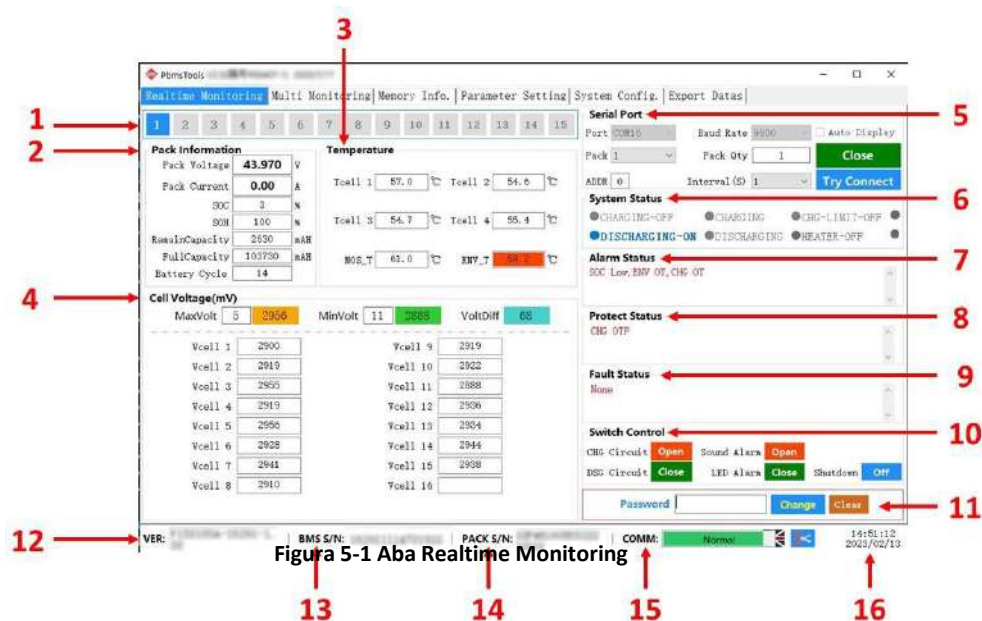 3
PbmsTools
Realtime Monitoring Multi Monitoring Memory Info. Parameter Setting System Config. Export Datas
1
1 2 3 4 5 6 7 8 9 10 11 12 13 14 15
Serial Port
5
Port COM16 Baud Rate 9600 Auto Display
Pack 1 Pack Qty 1 Close
ADDR 0 Interval(S) 1 Try Connect
2
Pack Information
Pack Voltage 43.970 V
Pack Current 0.00 A
SOC 3 %
SOH 100 %
RemainCapacity 2630 mAH
FullCapacity 103730 mAH
Battery Cycle 14
Temperature
Tcell 1 57.0 ℃ Tcell 2 54.6 ℃
Tcell 3 54.7 ℃ Tcell 4 55.4 ℃
MOS_T 61.0 ℃ ENV_T ℃
System Status
6
CHARGING-OFF CHARGING CHG-LIMIT-OFF
DISCHARGING-ON DISCHARGING HEATER-OFF
Alarm Status
7
SOC Low,ENV OT,CHG OT
4
Cell Voltage(mV)
MaxVolt 5 2956 MinVolt 11 2888 VoltDiff 68
Vcell 1 2900 Vcell 9 2919
Vcell 2 2919 Vcell 10 2922
Vcell 3 2955 Vcell 11 2888
Vcell 4 2919 Vcell 12 2936
Vcell 5 2956 Vcell 13 2934
Vcell 6 2928 Vcell 14 2944
Vcell 7 2941 Vcell 15 2938
Vcell 8 2910 Vcell 16
Protect Status
8
CHG OTP
Fault Status
9
None
Switch Control
10
CHG Circuit Open Sound Alarm Open
DSG Circuit Close LED Alarm Close Shutdown Off
Password Change Clear
11
12
VER: BMS S/N: PACK S/N: COMM: Normal 14:51:12
2023/02/13
Figura 5-1 Aba Realtime Monitoring
13 14 15 16